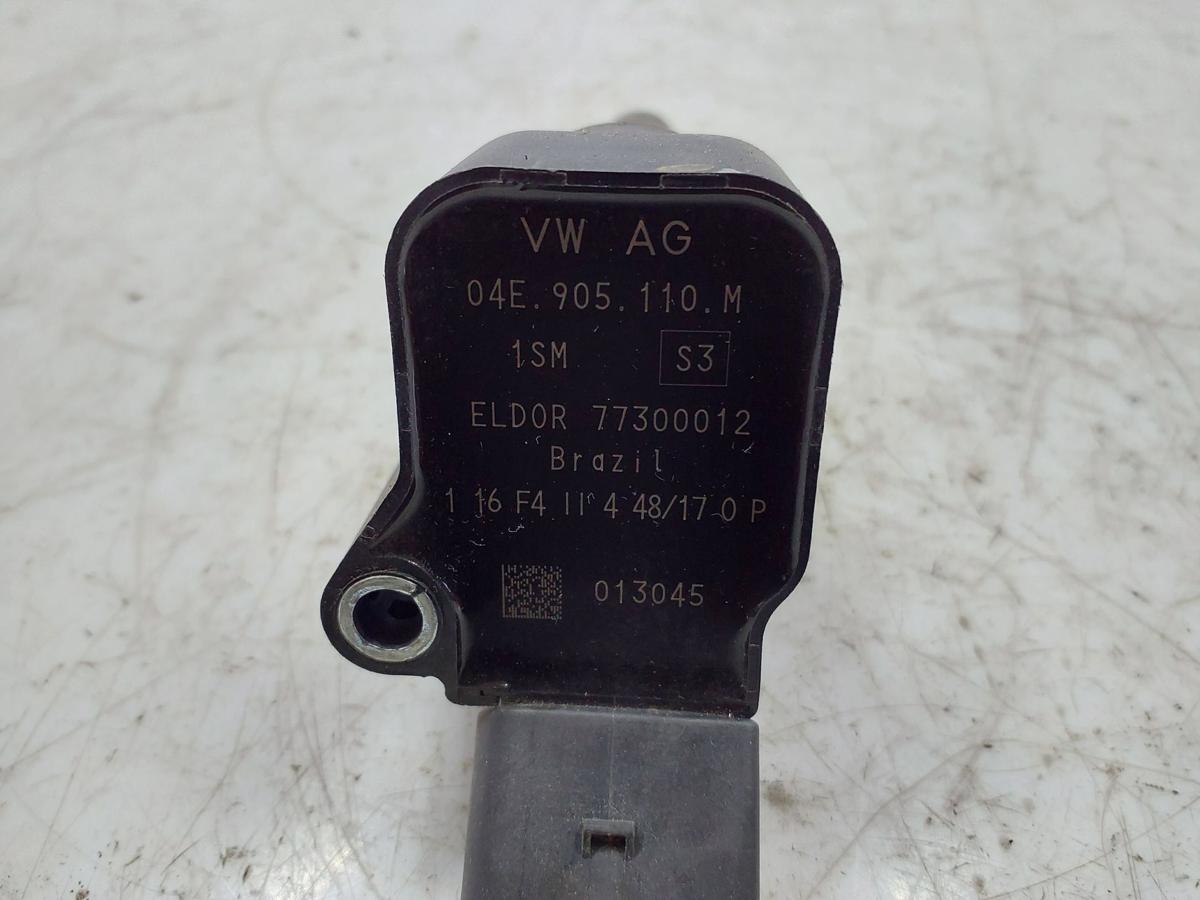 VW AG
04E.905.110.M
1SM S3
ELDOR 77300012
Brazil
1 16 F4 II 4 48/17 0 P
013045